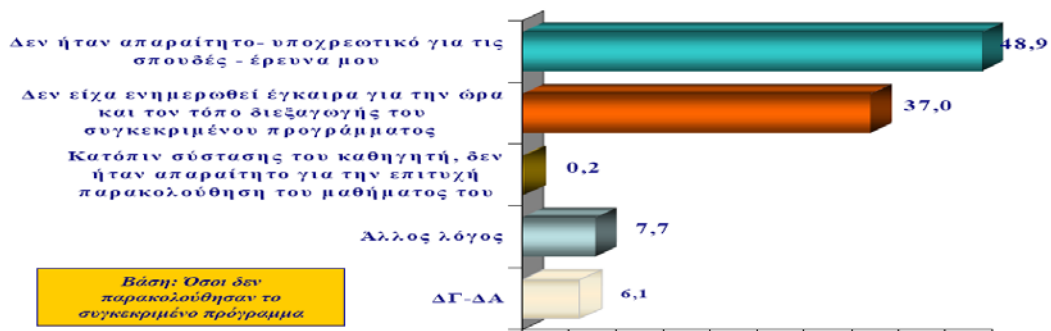 Δεν ήταν απαραίτητο- υποχρεωτικό για τις
σπουδές - έρευνα μου
48,9
Δεν είχα ενημερωθεί έγκαιρα για την ώρα
και τον τόπο διεξαγωγής του
συγκεκριμένου προγράμματος
37,0
Κατόπιν σύστασης του καθηγητή, δεν
ήταν απαραίτητο για την επιτυχή
παρακολούθηση του μαθήματος του
0,2
Άλλος λόγος
7,7
ΔΓ-ΔΑ
6,1
Βάση: Όσοι δεν
παρακολούθησαν το
συγκεκριμένο πρόγραμμα